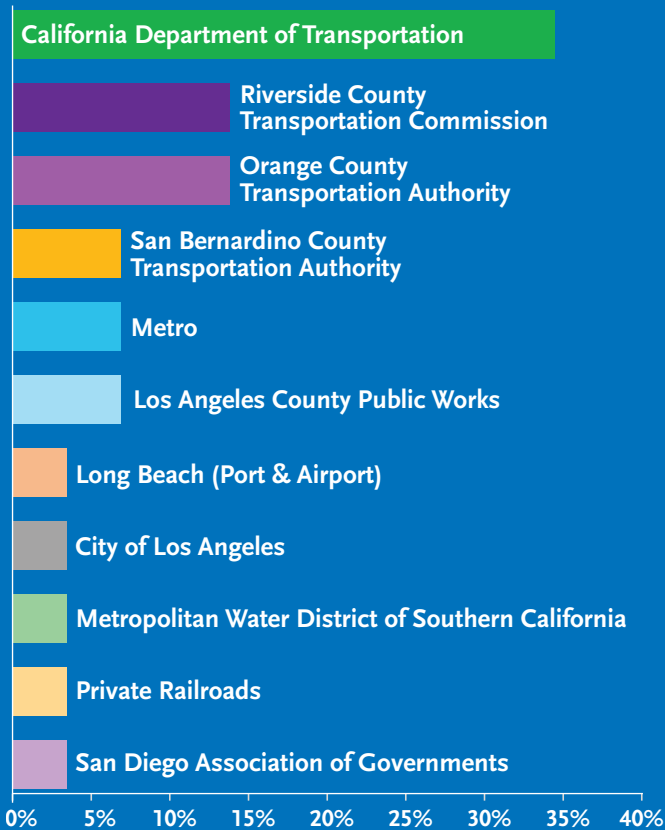 California Department of Transportation
Riverside County
Transportation Commission
Orange County
Transportation Authority
San Bernardino County
Transportation Authority
Metro
Los Angeles County Public Works
Long Beach (Port & Airport)
City of Los Angeles
Metropolitan Water District of Southern California
Private Railroads
San Diego Association of Governments
0% 5% 10% 15% 20% 25% 30% 35% 40%